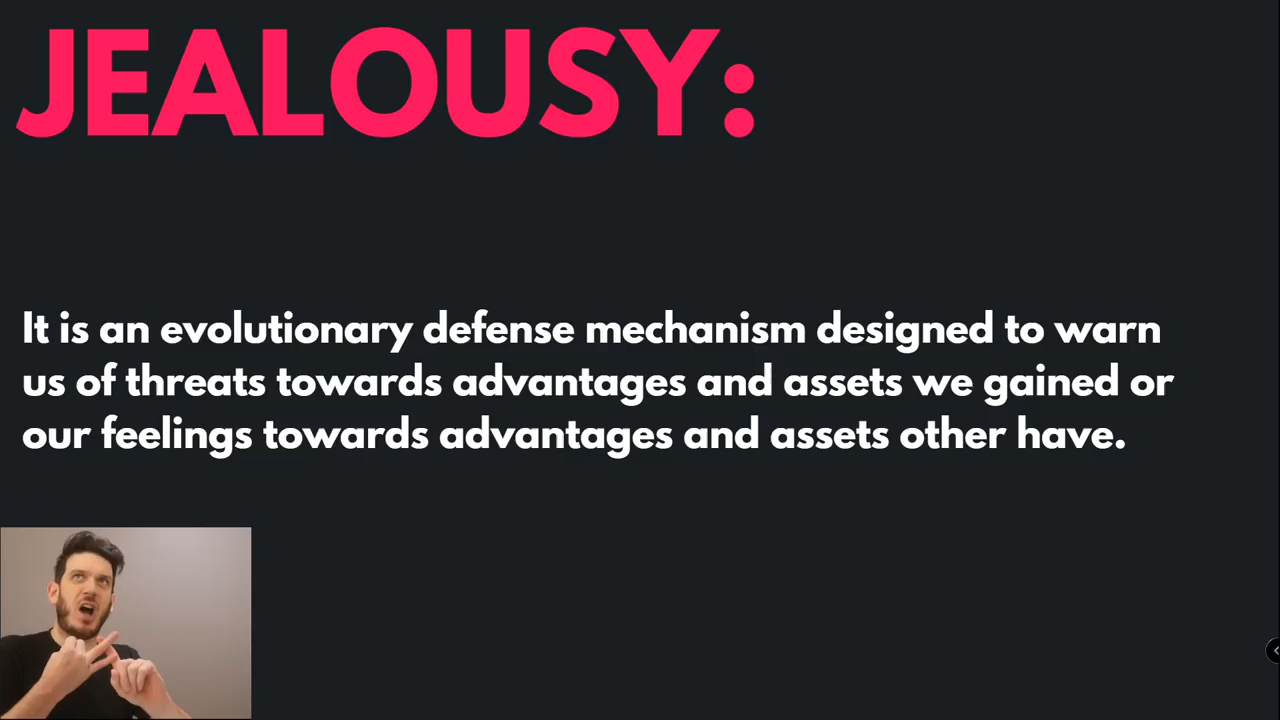 JEALOUSY:
It is an evolutionary defense mechanism designed to warn
us of threats towards advantages and assets we gained or
our feelings towards advantages and assets other have.